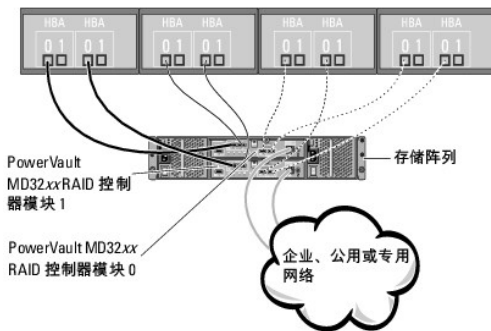 HBA HBA HBA HBA HBA HBA HBA HBA
0 1 0 1 0 1 0 1 0 1 0 1 0 1 0 1
PowerVault
MD32xx RAID 控制
器模块 1
存储阵列
PowerVault MD32xx
RAID 控制器模块 0
企业、公用或专用
网络